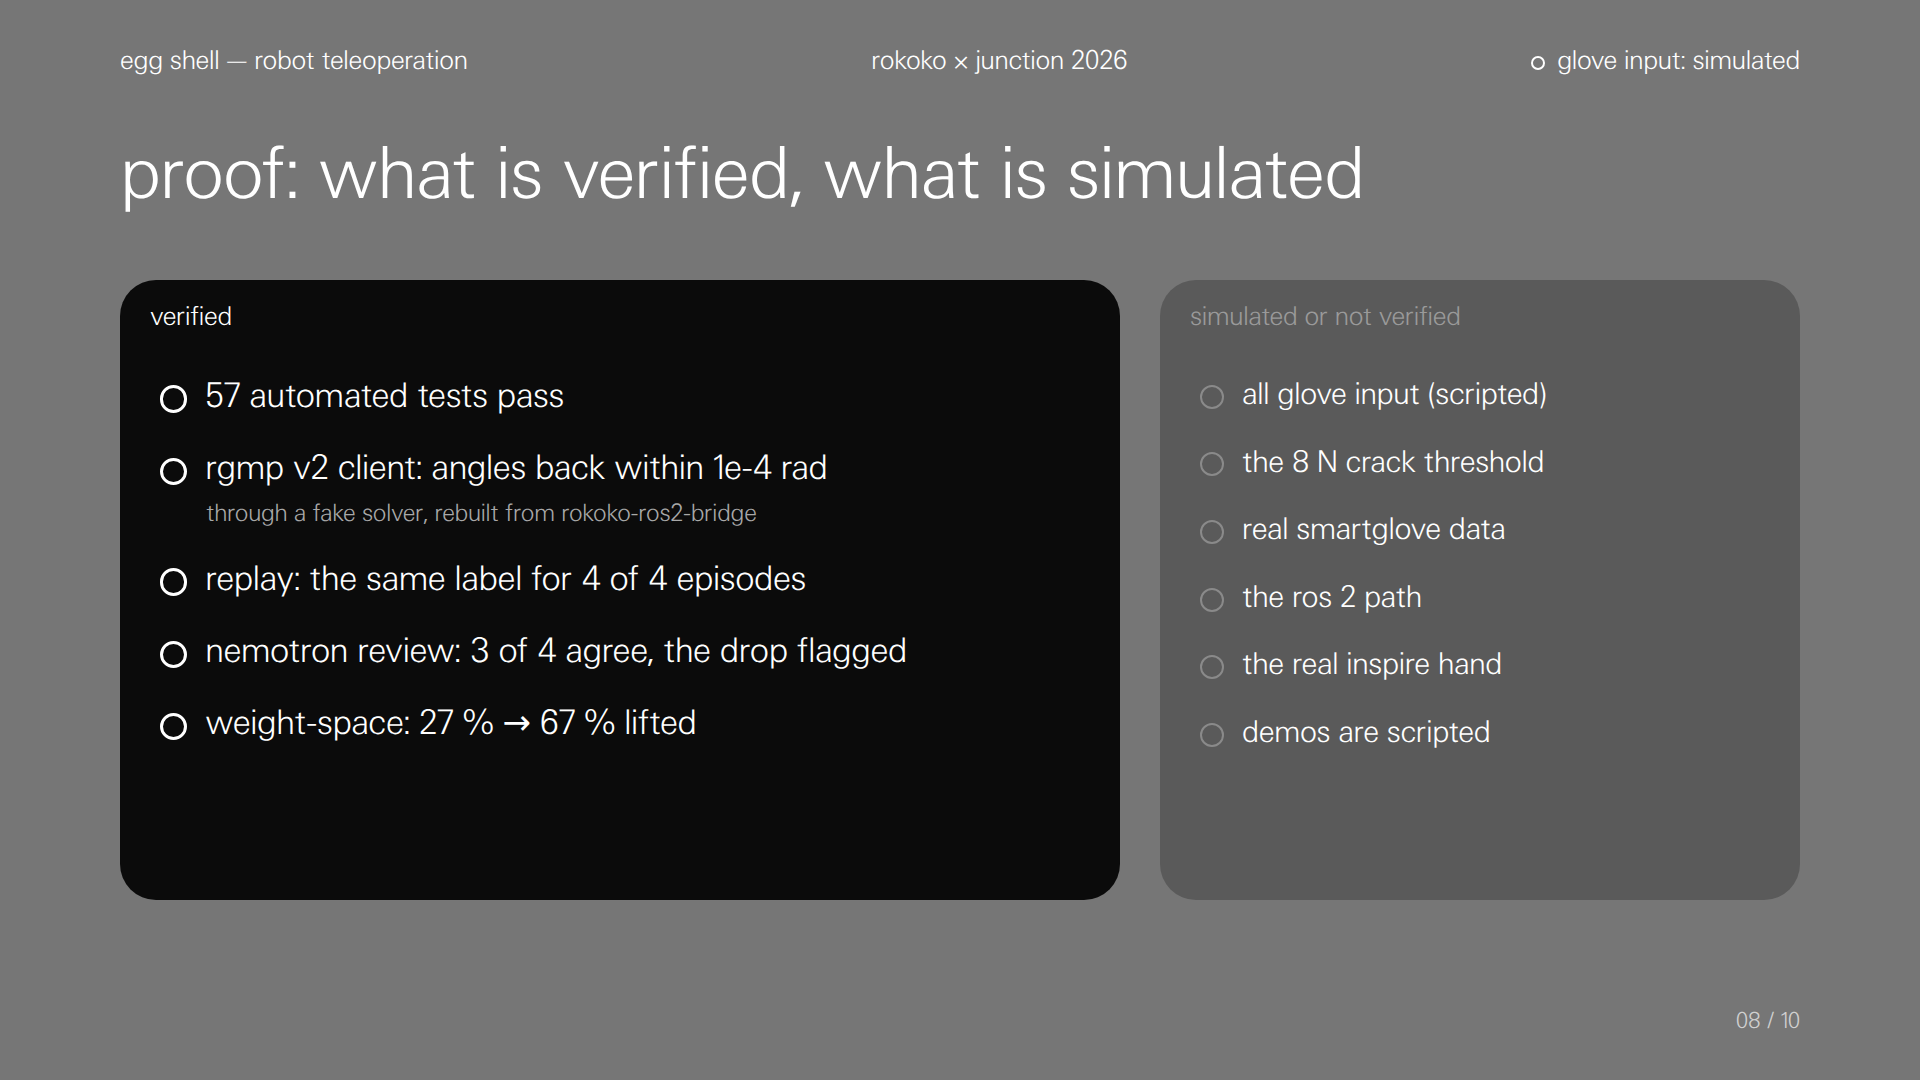 egg shell — robot teleoperation
rokoko × junction 2026
glove input: simulated
proof: what is verified, what is simulated
verified
57 automated tests pass
rgmp v2 client: angles back within 1e-4 rad
through a fake solver, rebuilt from rokoko-ros2-bridge
replay: the same label for 4 of 4 episodes
nemotron review: 3 of 4 agree, the drop flagged
weight-space: 27 % → 67 % lifted
simulated or not verified
all glove input (scripted)
the 8 N crack threshold
real smartglove data
the ros 2 path
the real inspire hand
demos are scripted
08 / 10